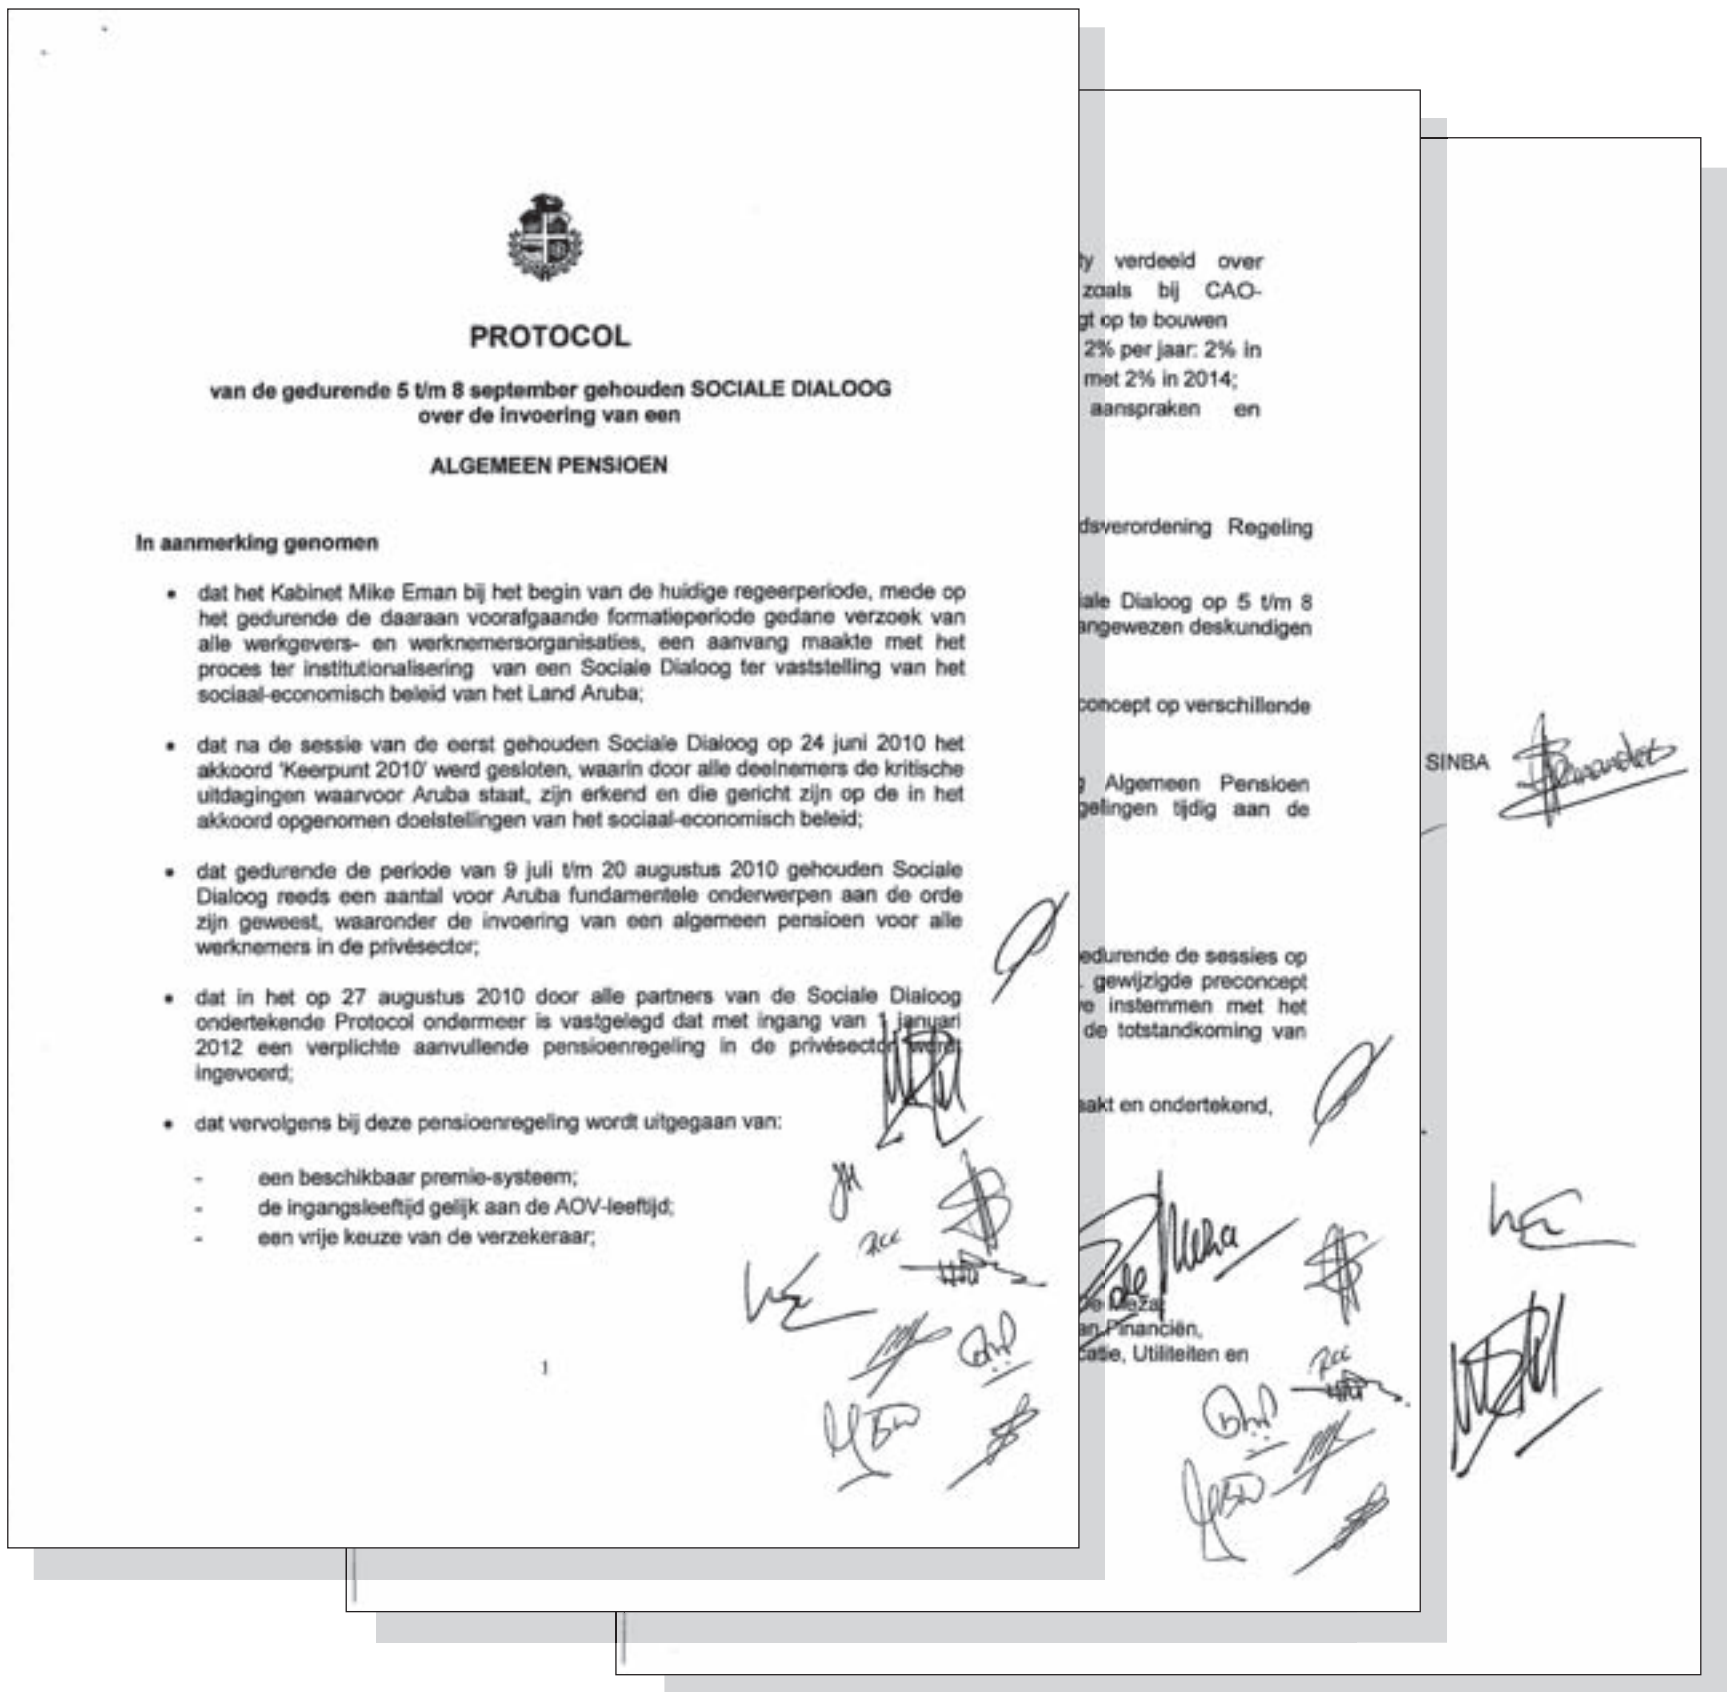 PROTOCOL
van de gedurende 5 t/m 8 september gehouden SOCIALE DIALOOG
over de invoering van een
ALGEMEEN PENSIOEN
In aanmerking genomen
• dat het Kabinet Mike Eman bij het begin van de huidige regeerperiode, mede op
het gedurende de daaraan voorafgaande formatieperiode gedane verzoek van
alle werkgevers- en werknemersorganisaties, een aanvang maakte met het
proces ter institutionalisering van een Sociale Dialoog ter vaststelling van het
sociaal-economisch beleid van het Land Aruba;
• dat na de sessie van de eerst gehouden Sociale Dialoog op 24 juni 2010 het
akkoord 'Keerpunt 2010' werd gesloten, waarin door alle deelnemers de kritische
uitdagingen waarvoor Aruba staat, zijn erkend en die gericht zijn op de in het
akkoord opgenomen doelstellingen van het sociaal-economisch beleid;
• dat gedurende de periode van 9 juli t/m 20 augustus 2010 gehouden Sociale
Dialoog reeds een aantal voor Aruba fundamentele onderwerpen aan de orde
zijn geweest, waaronder de invoering van een algemeen pensioen voor alle
werknemers in de privésector;
• dat in het op 27 augustus 2010 door alle partners van de Sociale Dialoog
ondertekende Protocol ondermeer is vastgelegd dat met ingang van 1 januari
2012 een verplichte aanvullende pensioenregeling in de privésector wordt
ingevoerd;
• dat vervolgens bij deze pensioenregeling wordt uitgegaan van:
- een beschikbaar premie-systeem;
- de ingangsleeftijd gelijk aan de AOV-leeftijd;
- een vrije keuze van de verzekeraar;
1
ty verdeeld over
zoals bij CAO-
gt op te bouwen
2% per jaar: 2% in
met 2% in 2014;
aanspraken en
dsverordening Regeling
iale Dialoog op 5 t/m 8
angewezen deskundigen
concept op verschillende
g Algemeen Pensioen
gelingen tijdig aan de
edurende de sessies op
. gewijzigde preconcept
ve instemmen met het
de totstandkoming van
aakt en ondertekend,
de Meza
an Financiën,
catie, Utiliteiten en
SINBA